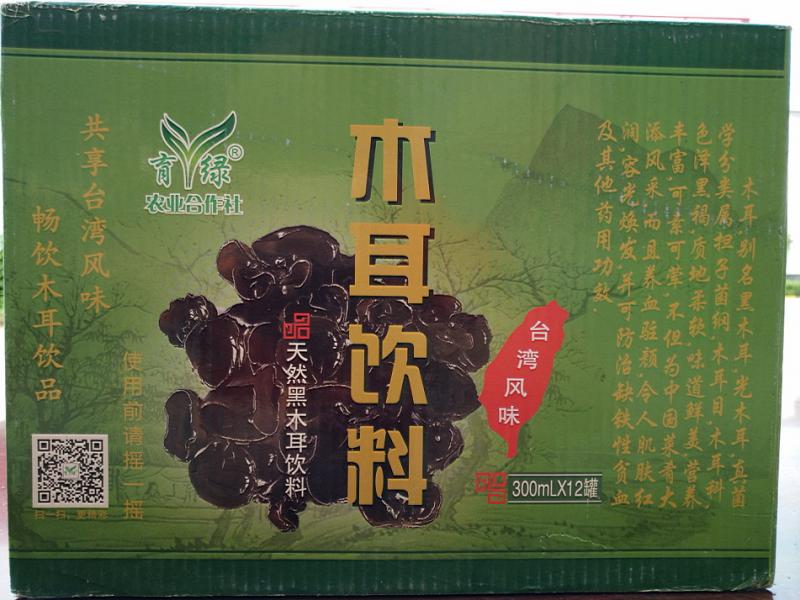 共享台湾风味
畅饮木耳饮品
育绿®
农业合作社
使用前请摇一摇
扫一扫，更精彩
天然黑木耳饮料
木耳饮料
台湾风味
300mLX12罐
木耳别名黑木耳、光木耳、真菌
学分类属担子菌纲,木耳目,木耳科
色泽黑褐,质地柔软,味道鲜美,营养
丰富,可素可荤,不但为中国菜肴大
添风采,而且养血驻颜,令人肌肤红
润,容光焕发,并可防治缺铁性贫血
及其他药用功效.